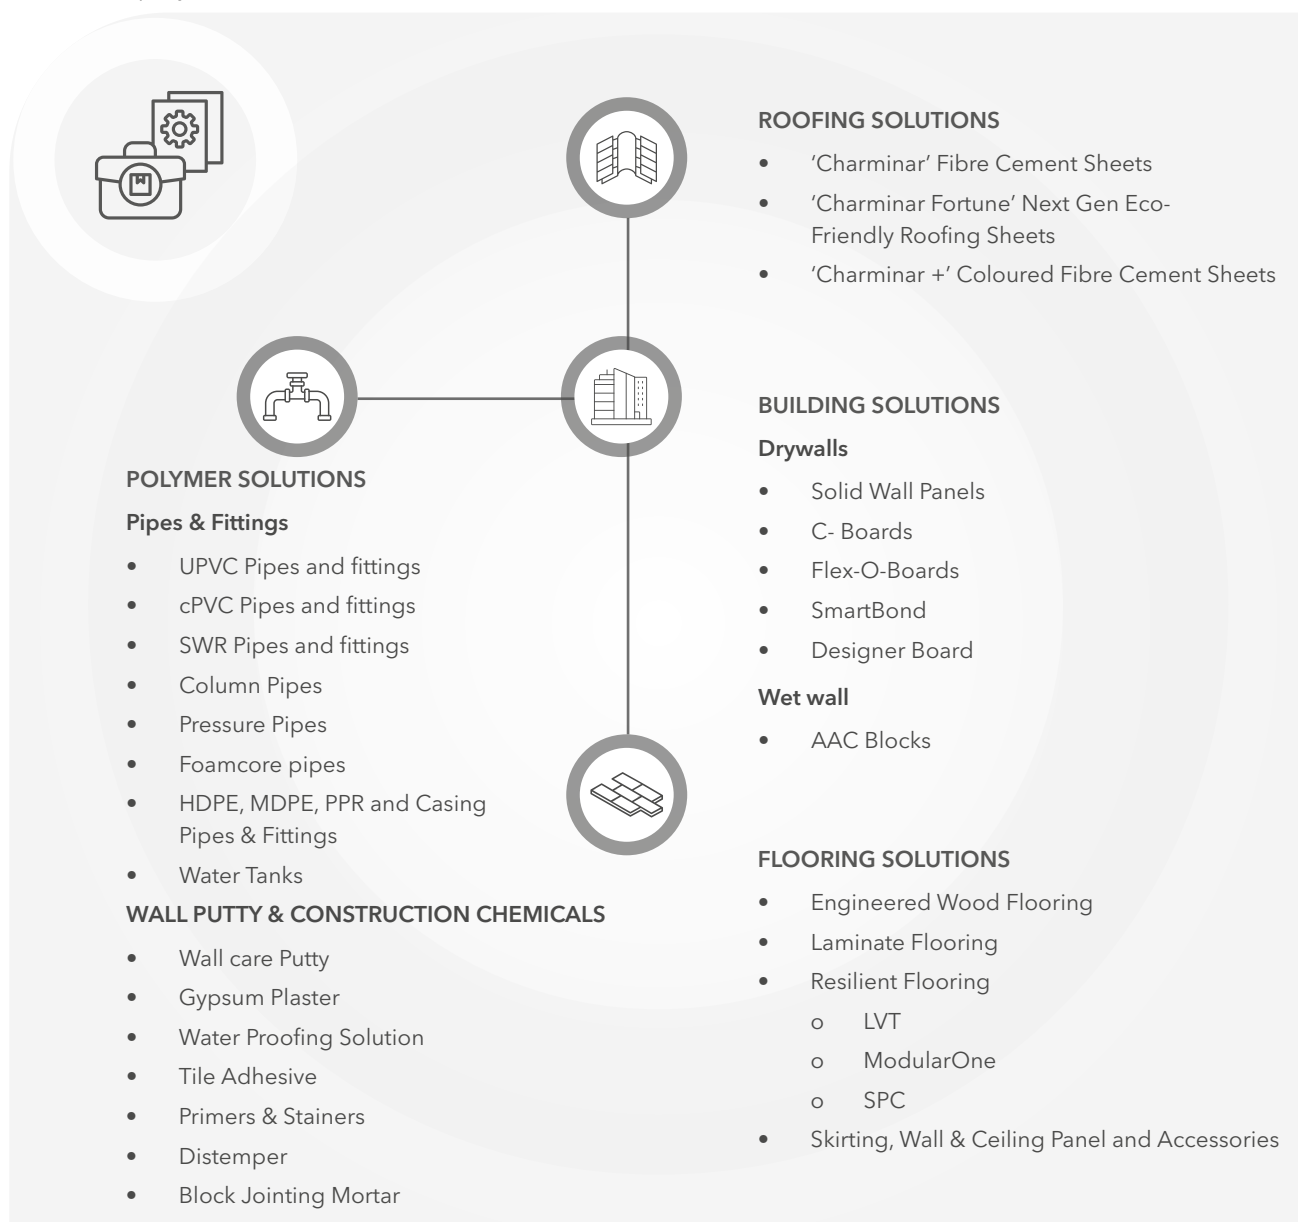 ROOFING SOLUTIONS
• ‘Charminar’ Fibre Cement Sheets
• ‘Charminar Fortune’ Next Gen Eco-
Friendly Roofing Sheets
• ‘Charminar +’ Coloured Fibre Cement Sheets
BUILDING SOLUTIONS
Drywalls
• Solid Wall Panels
• C- Boards
• Flex-O-Boards
• SmartBond
• Designer Board
Wet wall
• AAC Blocks
POLYMER SOLUTIONS
Pipes & Fittings
• UPVC Pipes and fittings
• cPVC Pipes and fittings
• SWR Pipes and fittings
• Column Pipes
• Pressure Pipes
• Foamcore pipes
• HDPE, MDPE, PPR and Casing
Pipes & Fittings
• Water Tanks
WALL PUTTY & CONSTRUCTION CHEMICALS
• Wall care Putty
• Gypsum Plaster
• Water Proofing Solution
• Tile Adhesive
• Primers & Stainers
• Distemper
• Block Jointing Mortar
FLOORING SOLUTIONS
• Engineered Wood Flooring
• Laminate Flooring
• Resilient Flooring
o LVT
o ModularOne
o SPC
• Skirting, Wall & Ceiling Panel and Accessories